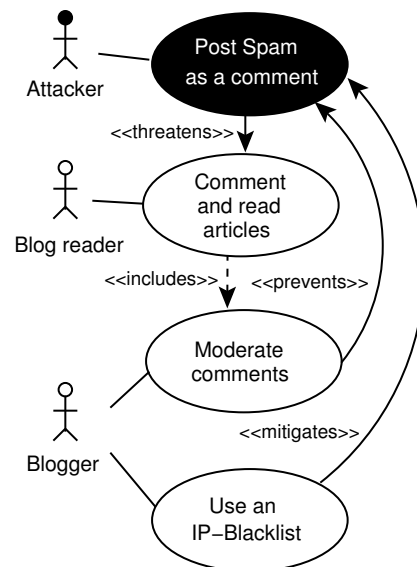 Post Spam
as a comment
Attacker
<<threatens>>
Comment
and read
articles
Blog reader
<<includes>>
<<prevents>>
Moderate
comments
<<mitigates>>
Blogger
Use an
IP−Blacklist